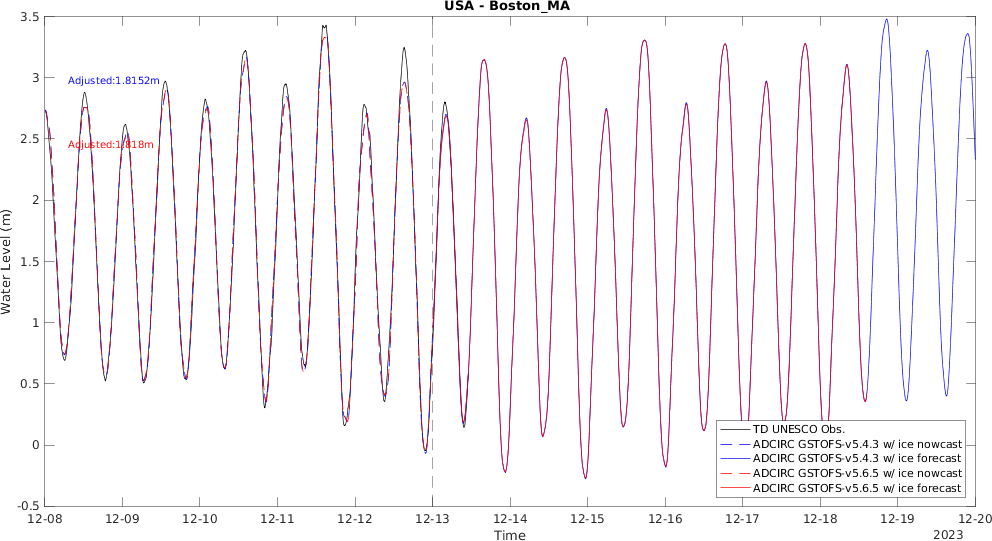 USA - Boston_MA
3.5
3
2.5
2
1.5
1
0.5
0
-0.5
Water Level (m)
Adjusted:1.8152m
Adjusted:1.818m
TD UNESCO Obs.
ADCIRC GSTOFS-v5.4.3 w/ ice nowcast
ADCIRC GSTOFS-v5.4.3 w/ ice forecast
ADCIRC GSTOFS-v5.6.5 w/ ice nowcast
ADCIRC GSTOFS-v5.6.5 w/ ice forecast
12-08 12-09 12-10 12-11 12-12 12-13 12-14 12-15 12-16 12-17 12-18 12-19 12-20
Time
2023